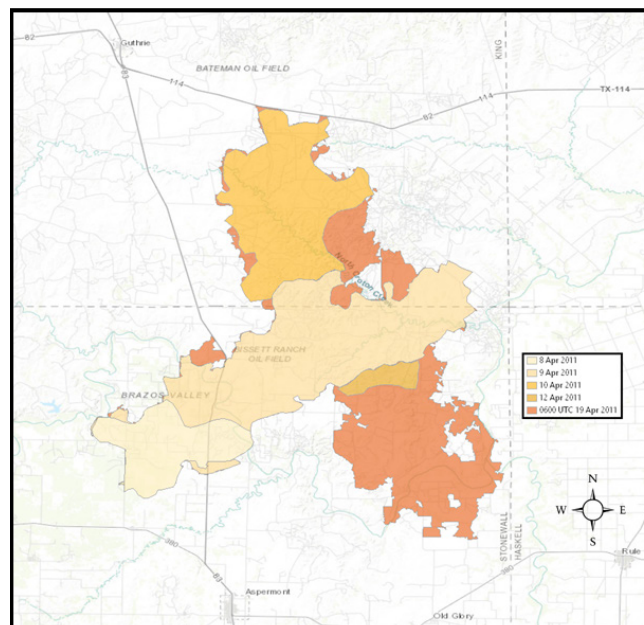 82
Guthrie
83
BATEMAN OIL FIELD
KING
114
82
114
TX-114
North Croton Creek
BISSETT RANCH
OIL FIELD
BRAZOS VALLEY
8 Apr 2011
9 Apr 2011
10 Apr 2011
12 Apr 2011
0600 UTC 19 Apr 2011
N
W
E
S
380
83
STONEWALL
HASKELL
380
Rule
Aspermont
Old Glory